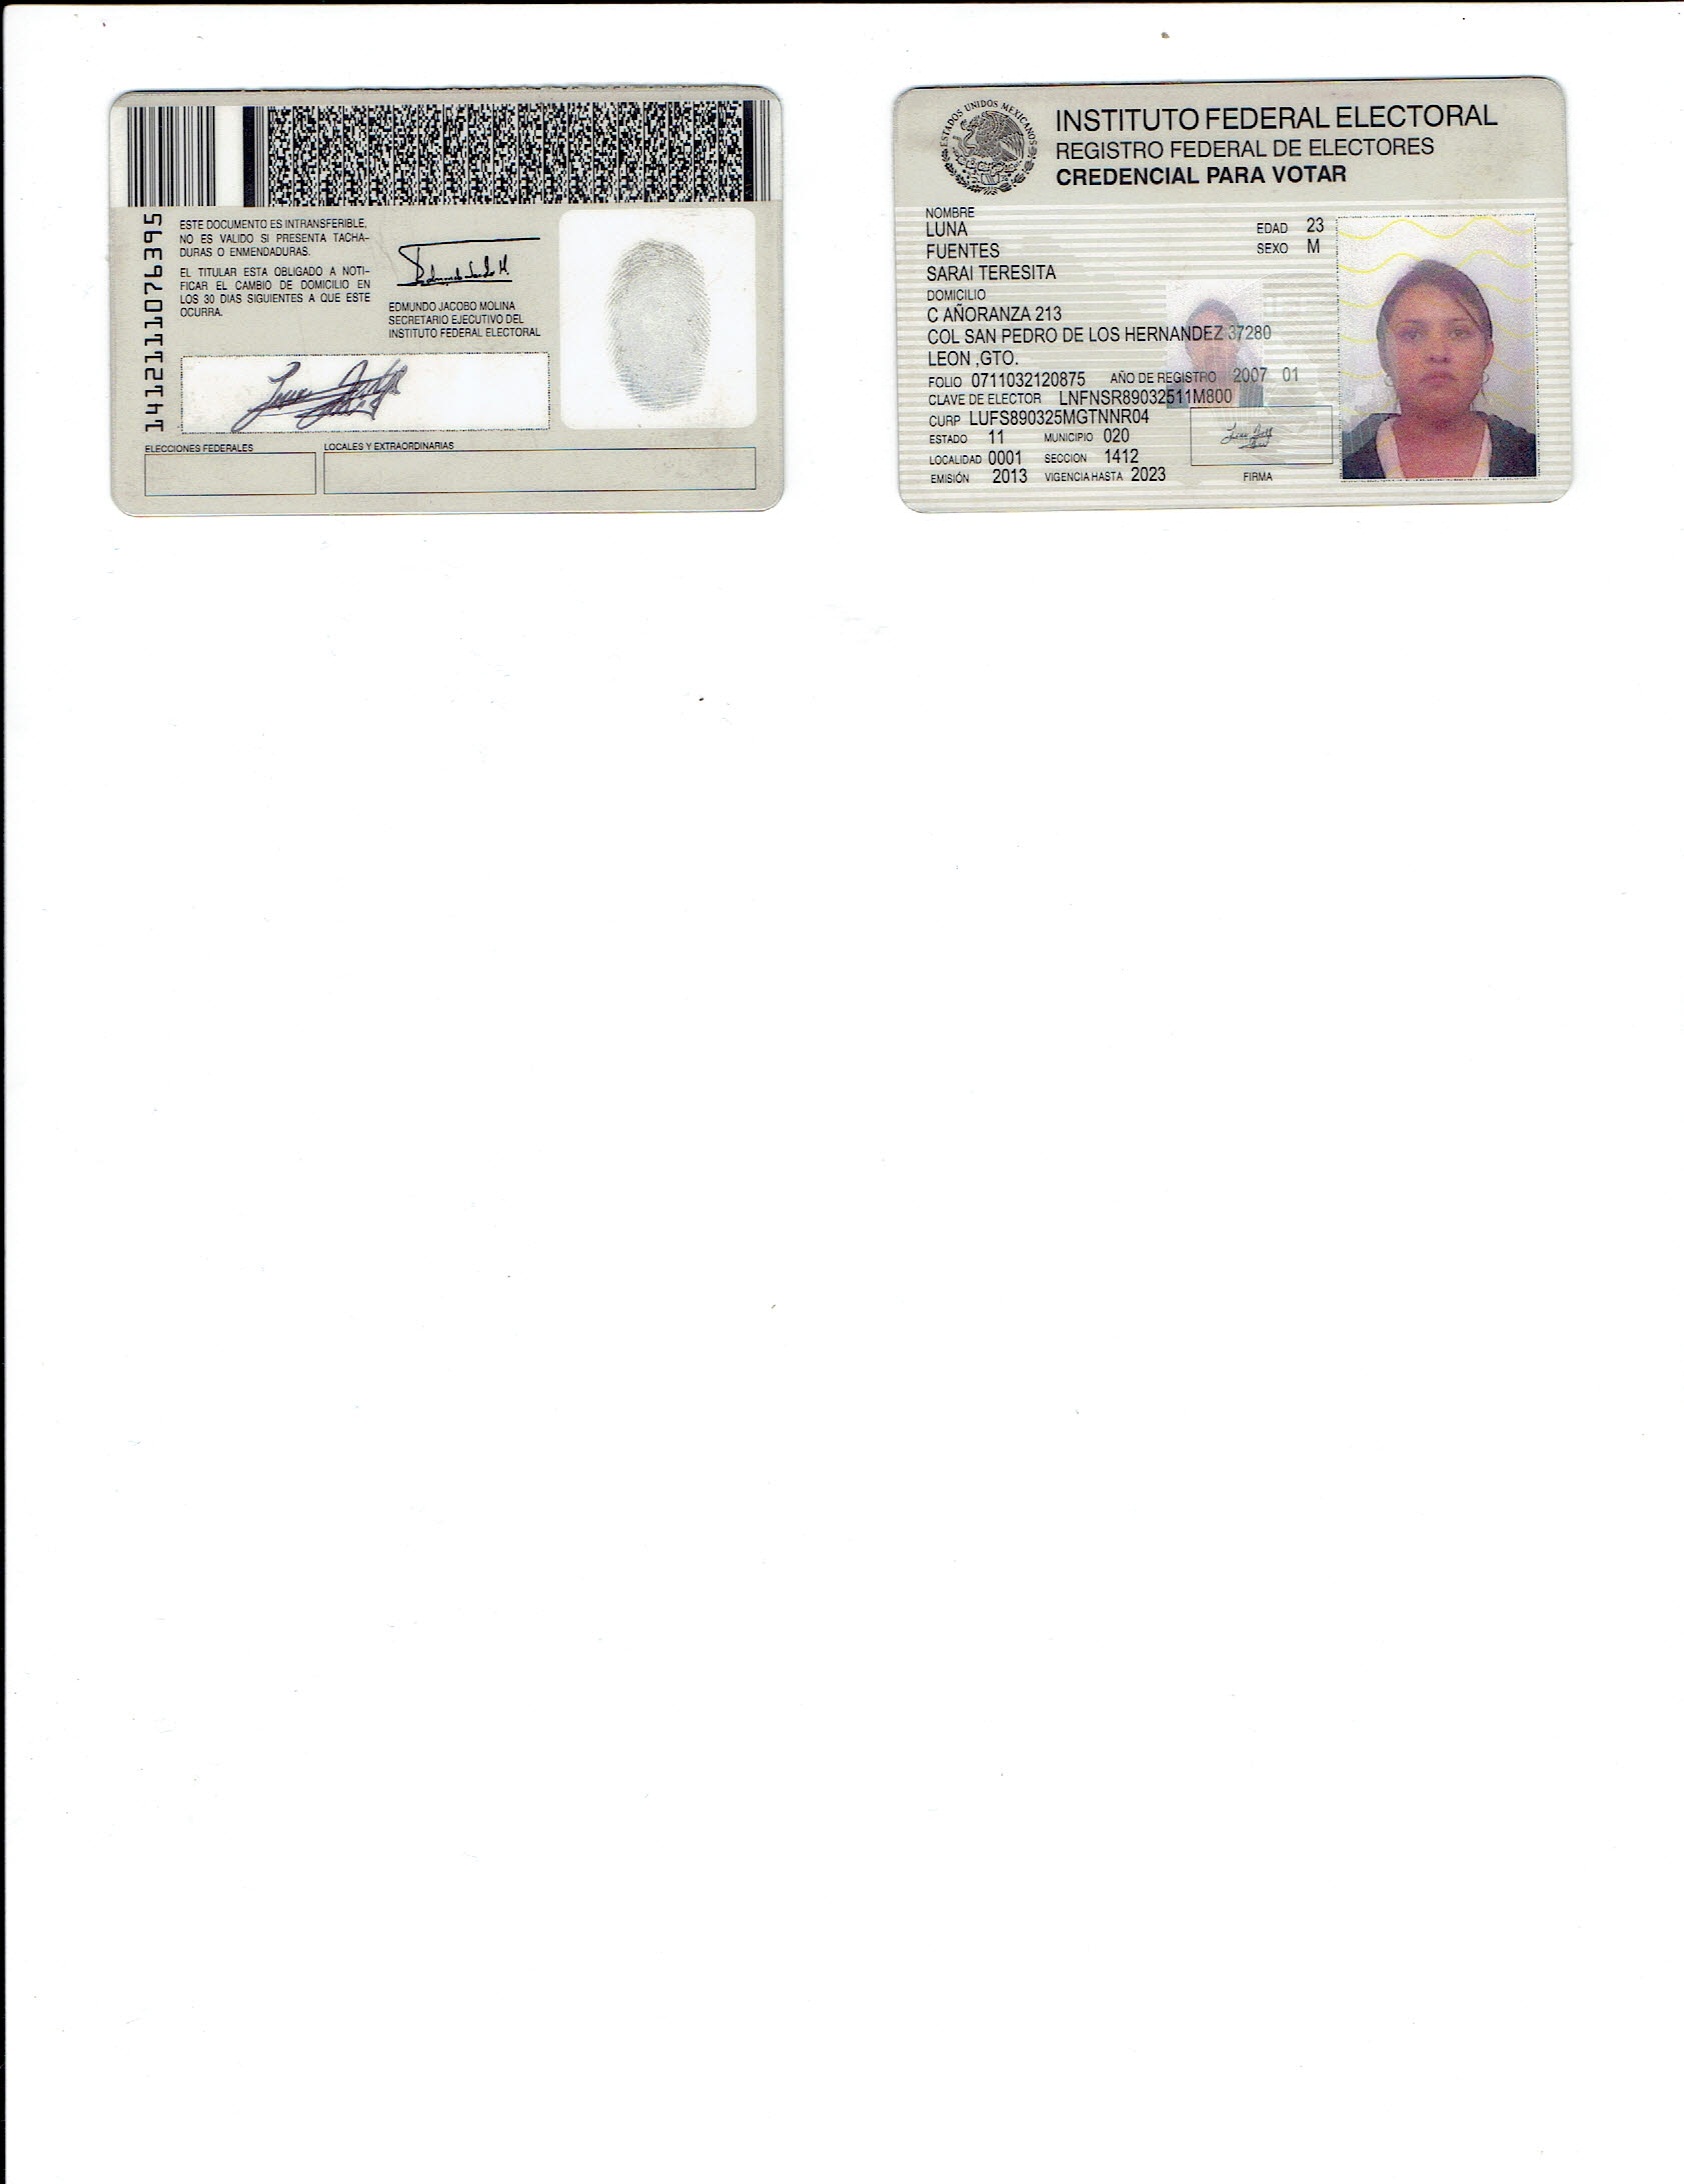 141211076395
ESTE DOCUMENTO ES INTRANSFERIBLE,
NO ES VALIDO SI PRESENTA TACHA-
DURAS O ENMENDADURAS.
EL TITULAR ESTA OBLIGADO A NOTI-
FICAR EL CAMBIO DE DOMICILIO EN
LOS 30 DIAS SIGUIENTES A QUE ESTE
OCURRA.
EDMUNDO JACOBO MOLINA
SECRETARIO EJECUTIVO DEL
INSTITUTO FEDERAL ELECTORAL
ELECCIONES FEDERALES
LOCALES Y EXTRAORDINARIAS
ESTADOS UNIDOS MEXICANOS
INSTITUTO FEDERAL ELECTORAL
REGISTRO FEDERAL DE ELECTORES
CREDENCIAL PARA VOTAR
NOMBRE
LUNA
FUENTES
SARAI TERESITA
EDAD 23
SEXO M
DOMICILIO
C AÑORANZA 213
COL SAN PEDRO DE LOS HERNANDEZ 37280
LEON ,GTO.
FOLIO 0711032120875 AÑO DE REGISTRO 2007 01
CLAVE DE ELECTOR LNFNSR89032511M800
CURP LUFS890325MGTNNR04
ESTADO 11 MUNICIPIO 020
LOCALIDAD 0001 SECCION 1412
EMISIÓN 2013 VIGENCIA HASTA 2023
FIRMA